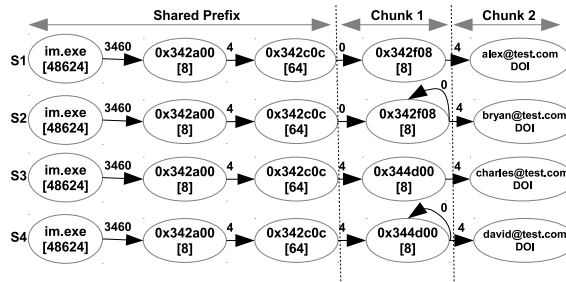 Shared Prefix Chunk 1 Chunk 2
3460 4 0 4
S1 im.exe 0x342a00 0x342c0c 0x342f08 alex@test.com
[48624] [8] [64] [8] DOI
0
3460 4 0 4
S2 im.exe 0x342a00 0x342c0c 0x342f08 bryan@test.com
[48624] [8] [64] [8] DOI
3460 4 4 4
S3 im.exe 0x342a00 0x342c0c 0x344d00 charles@test.com
[48624] [8] [64] [8] DOI
0
3460 4 4 4
S4 im.exe 0x342a00 0x342c0c 0x344d00 david@test.com
[48624] [8] [64] [8] DOI